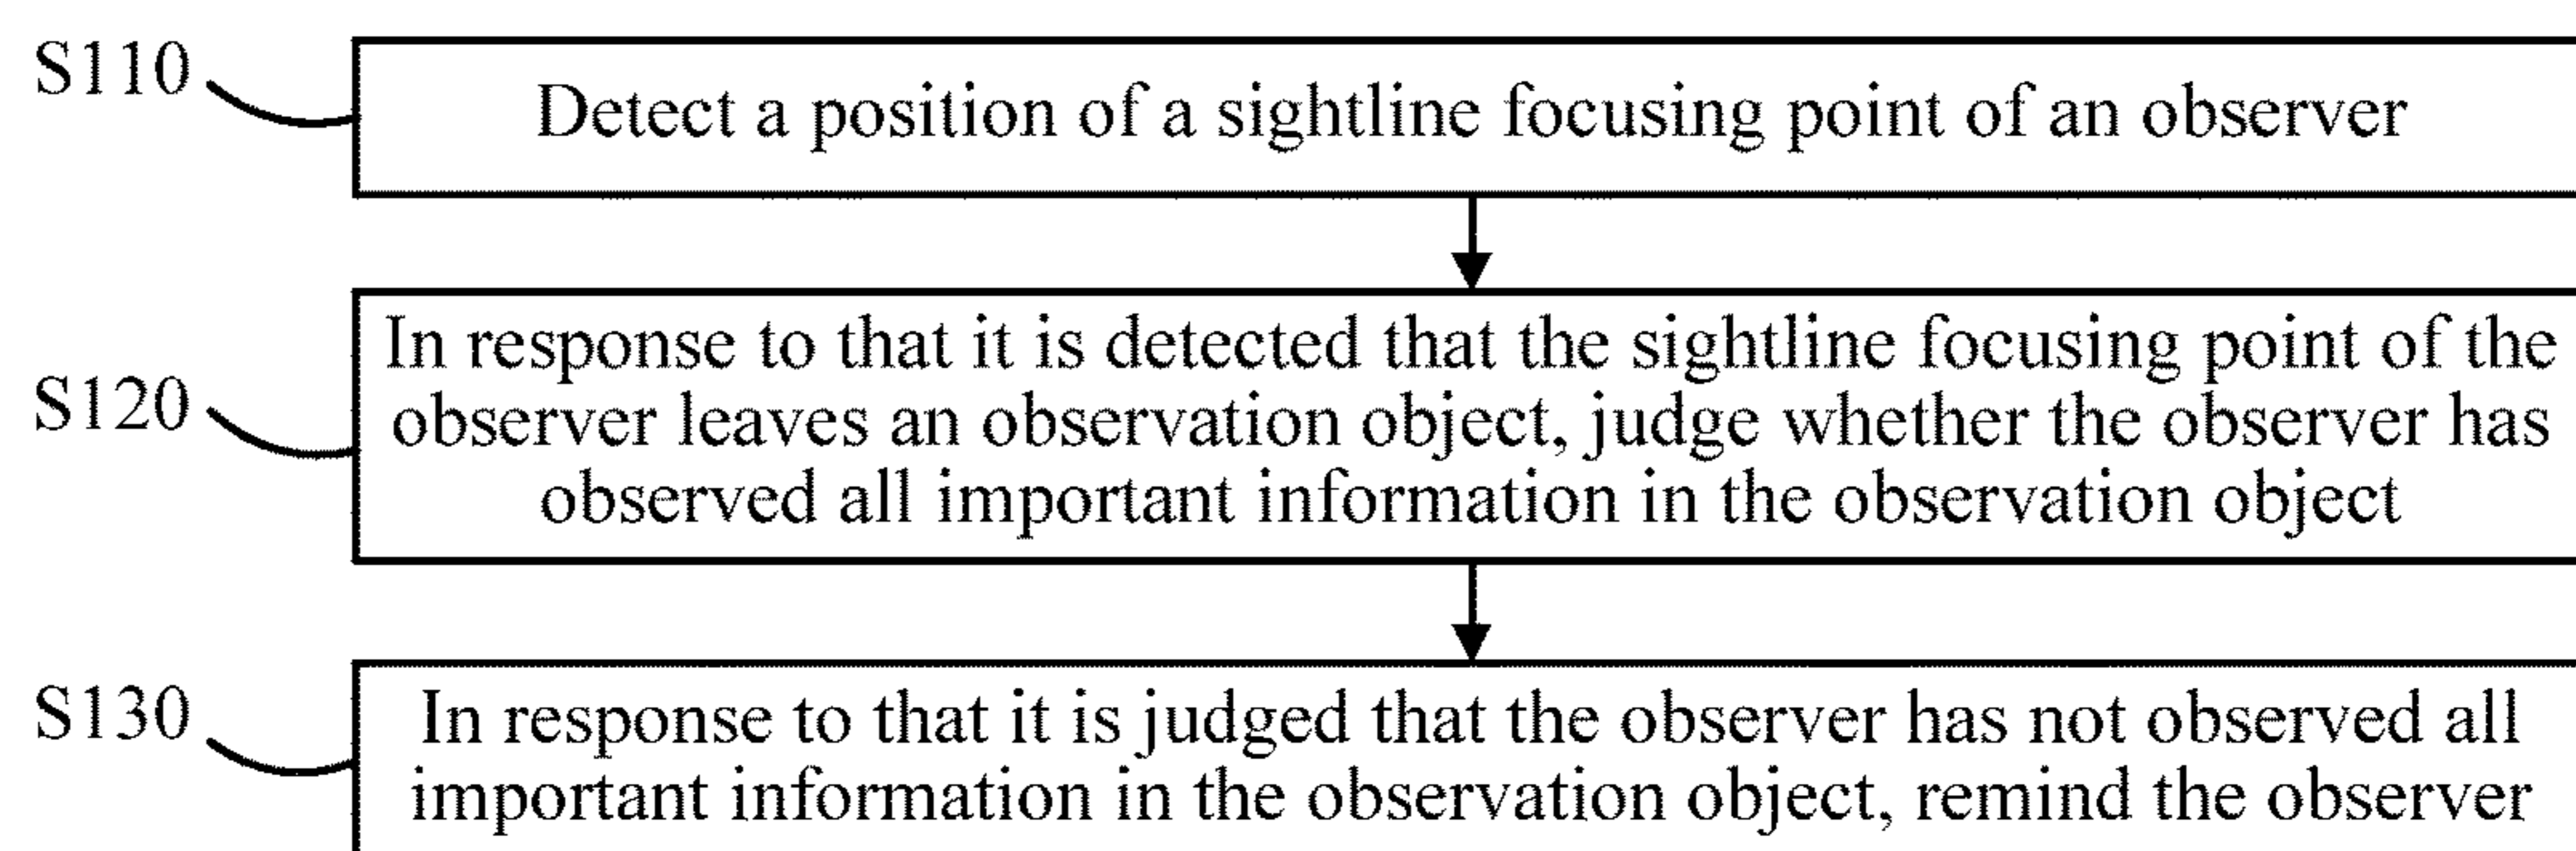 S110
Detect a position of a sightline focusing point of an observer
In response to that it is detected that the sightline focusing point of the
S120
observer leaves an observation object, judge whether the observer has
observed all important information in the observation object
S130
In response to that it is judged that the observer has not observed all
important information in the observation object, remind the observer